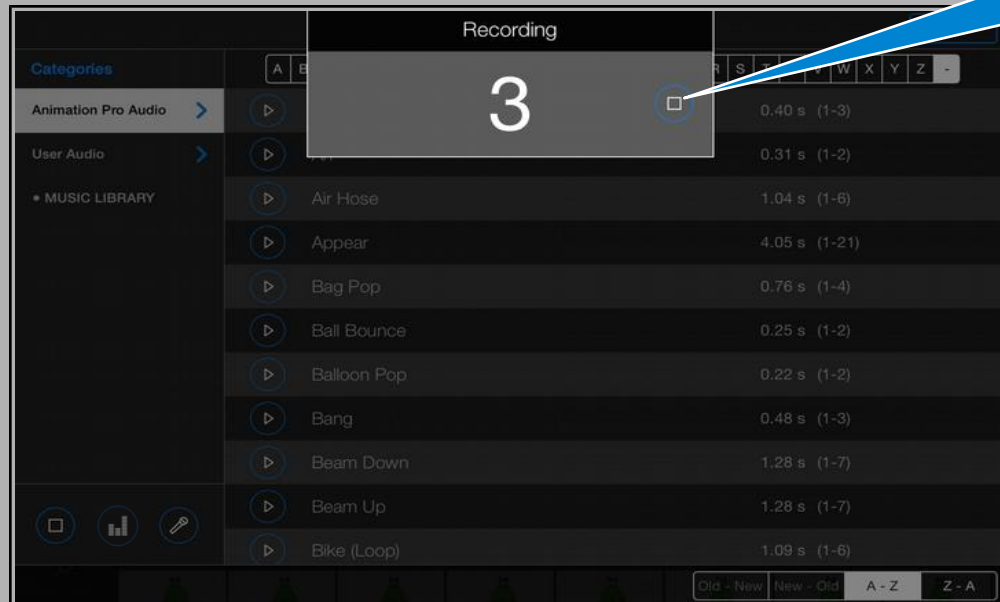 Recording
3
Categories
A B R S T V W X Y Z -
Animation Pro Audio
0.40 s (1-3)
User Audio
0.31 s (1-2)
• MUSIC LIBRARY
Air Hose 1.04 s (1-6)
Appear 4.05 s (1-21)
Bag Pop 0.76 s (1-4)
Ball Bounce 0.25 s (1-2)
Balloon Pop 0.22 s (1-2)
Bang 0.48 s (1-3)
Beam Down 1.28 s (1-7)
Beam Up 1.28 s (1-7)
Bike (Loop) 1.09 s (1-6)
Old - New New - Old A - Z Z - A